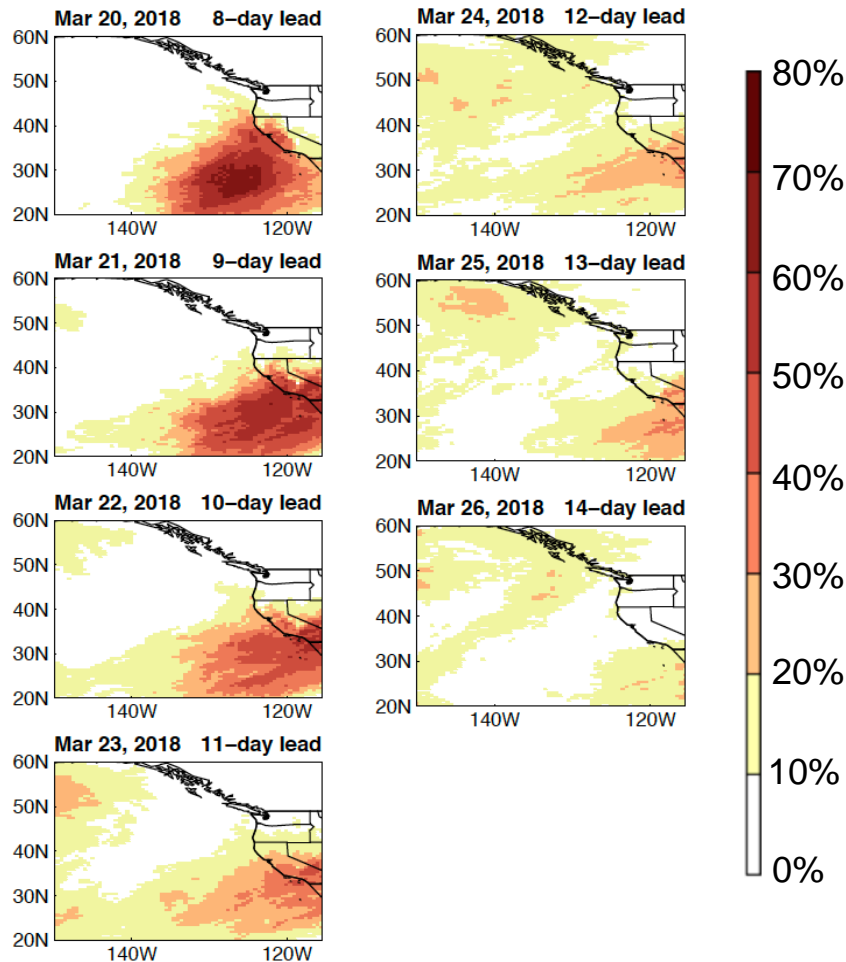 Mar 20, 2018 8−day lead
60N
50N
40N
30N
20N
140W 120W
Mar 21, 2018 9−day lead
60N
50N
40N
30N
20N
140W 120W
Mar 22, 2018 10−day lead
60N
50N
40N
30N
20N
140W 120W
Mar 23, 2018 11−day lead
60N
50N
40N
30N
20N
140W 120W
Mar 24, 2018 12−day lead
60N
50N
40N
30N
20N
140W 120W
Mar 25, 2018 13−day lead
60N
50N
40N
30N
20N
140W 120W
Mar 26, 2018 14−day lead
60N
50N
40N
30N
20N
140W 120W
80%
70%
60%
50%
40%
30%
20%
10%
0%